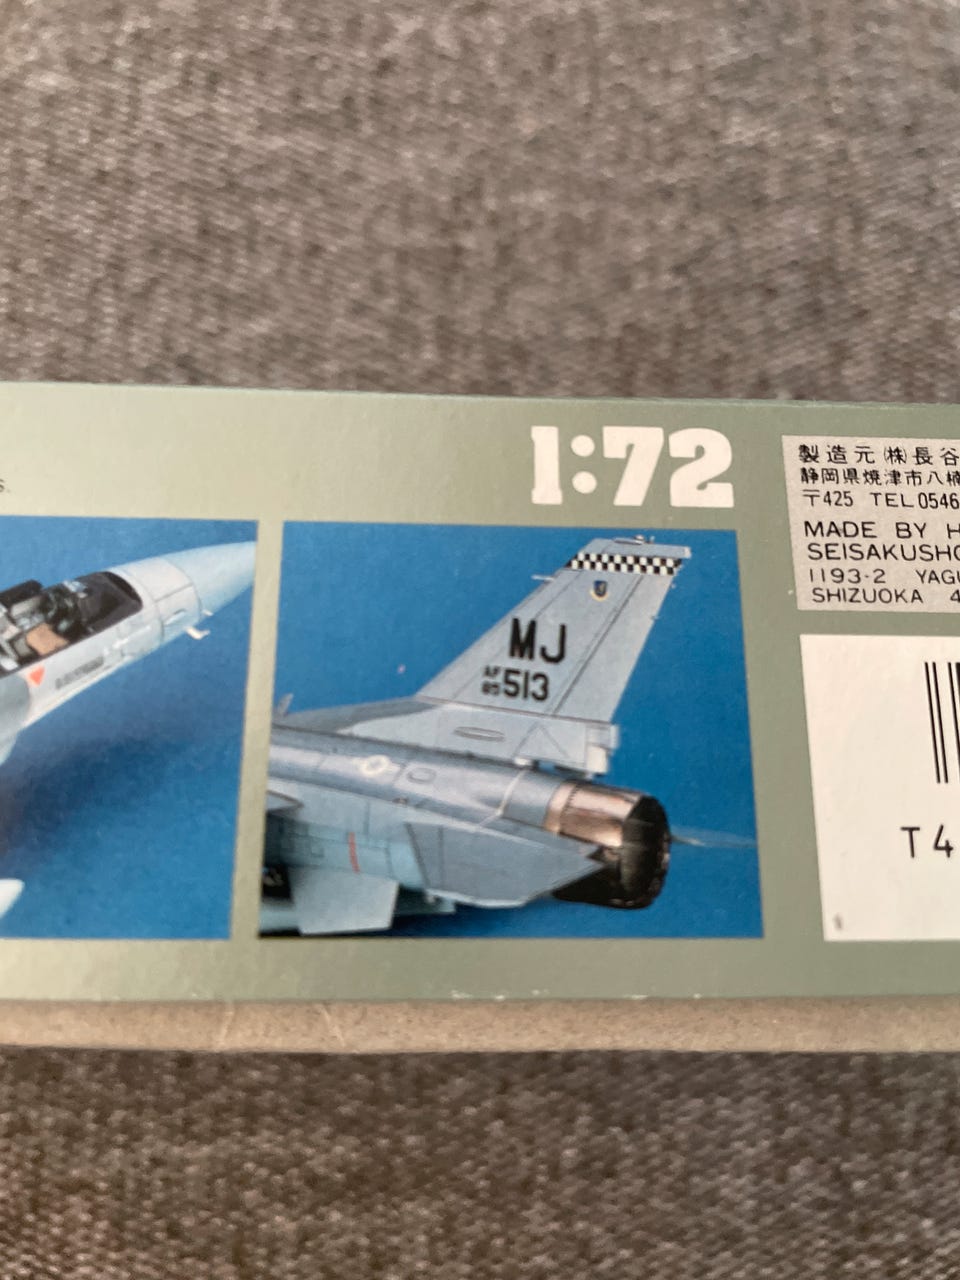 s.
1:72
製造元 ㈱長谷
静岡県焼津市八楠
〒425 TEL 0546
MADE BY H
SEISAKUSHO
1193-2 YAGU
SHIZUOKA 4
MJ
AF
85 513
T4